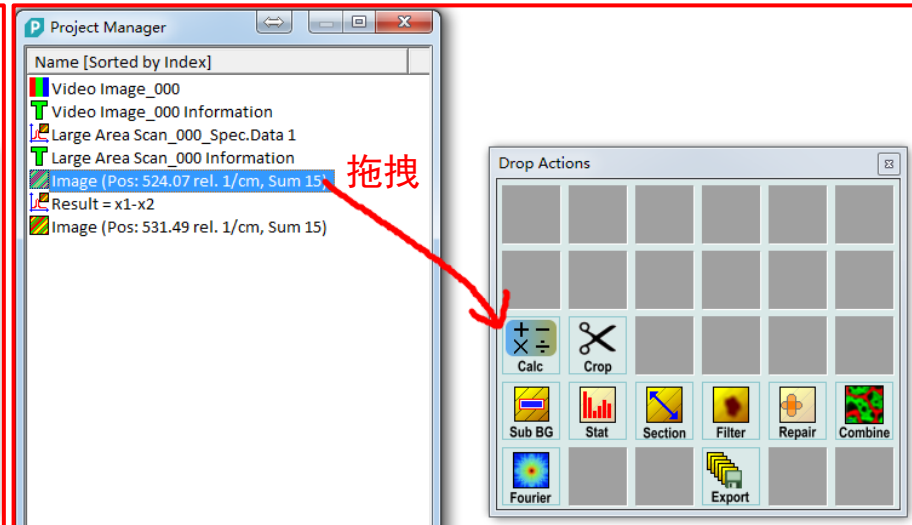 Project Manager
Name [Sorted by Index]
Video Image_000
Video Image_000 Information
Large Area Scan_000_Spec.Data 1
Large Area Scan_000 Information
Image (Pos: 524.07 rel. 1/cm, Sum 15)
拖拽
Result = x1-x2
Image (Pos: 531.49 rel. 1/cm, Sum 15)
Drop Actions
Calc Crop
Sub BG Stat Section Filter Repair Combine
Fourier Export